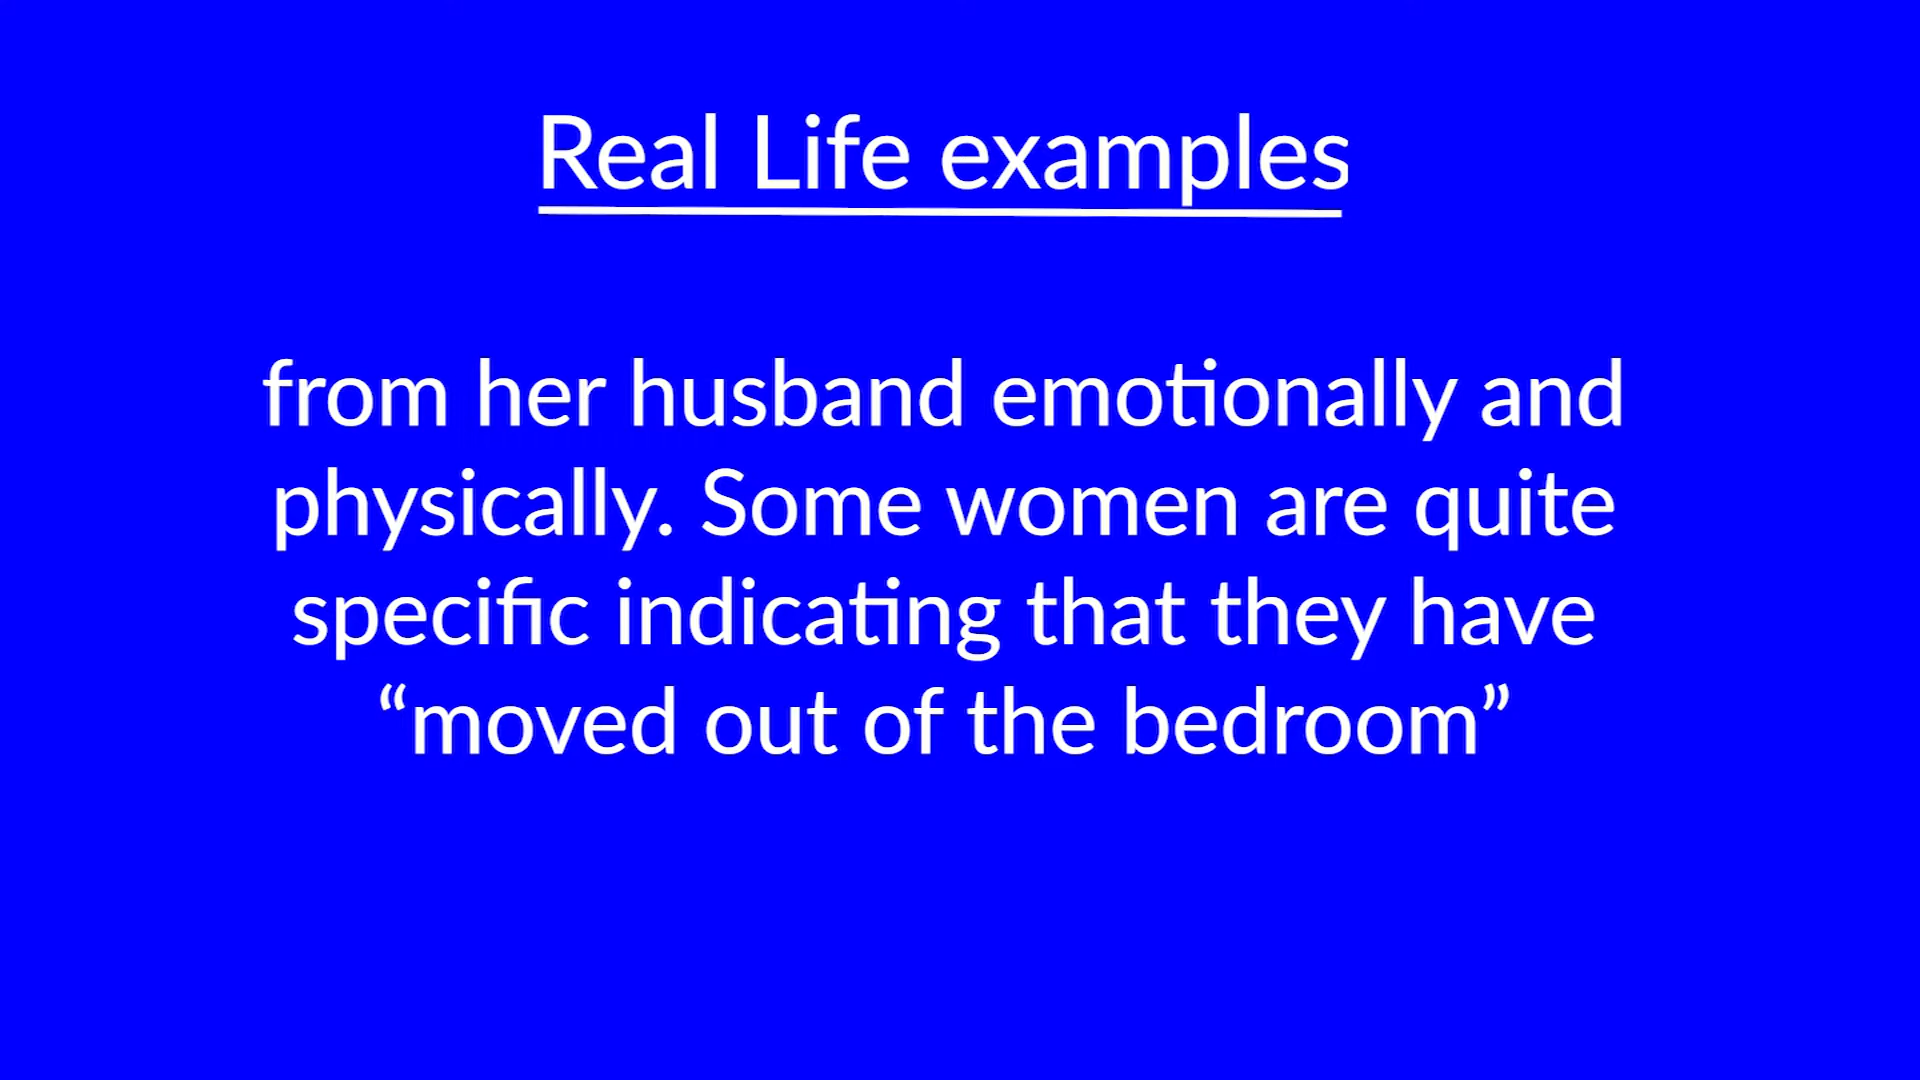 Real Life examples
from her husband emotionally and
physically. Some women are quite
specific indicating that they have
“moved out of the bedroom”